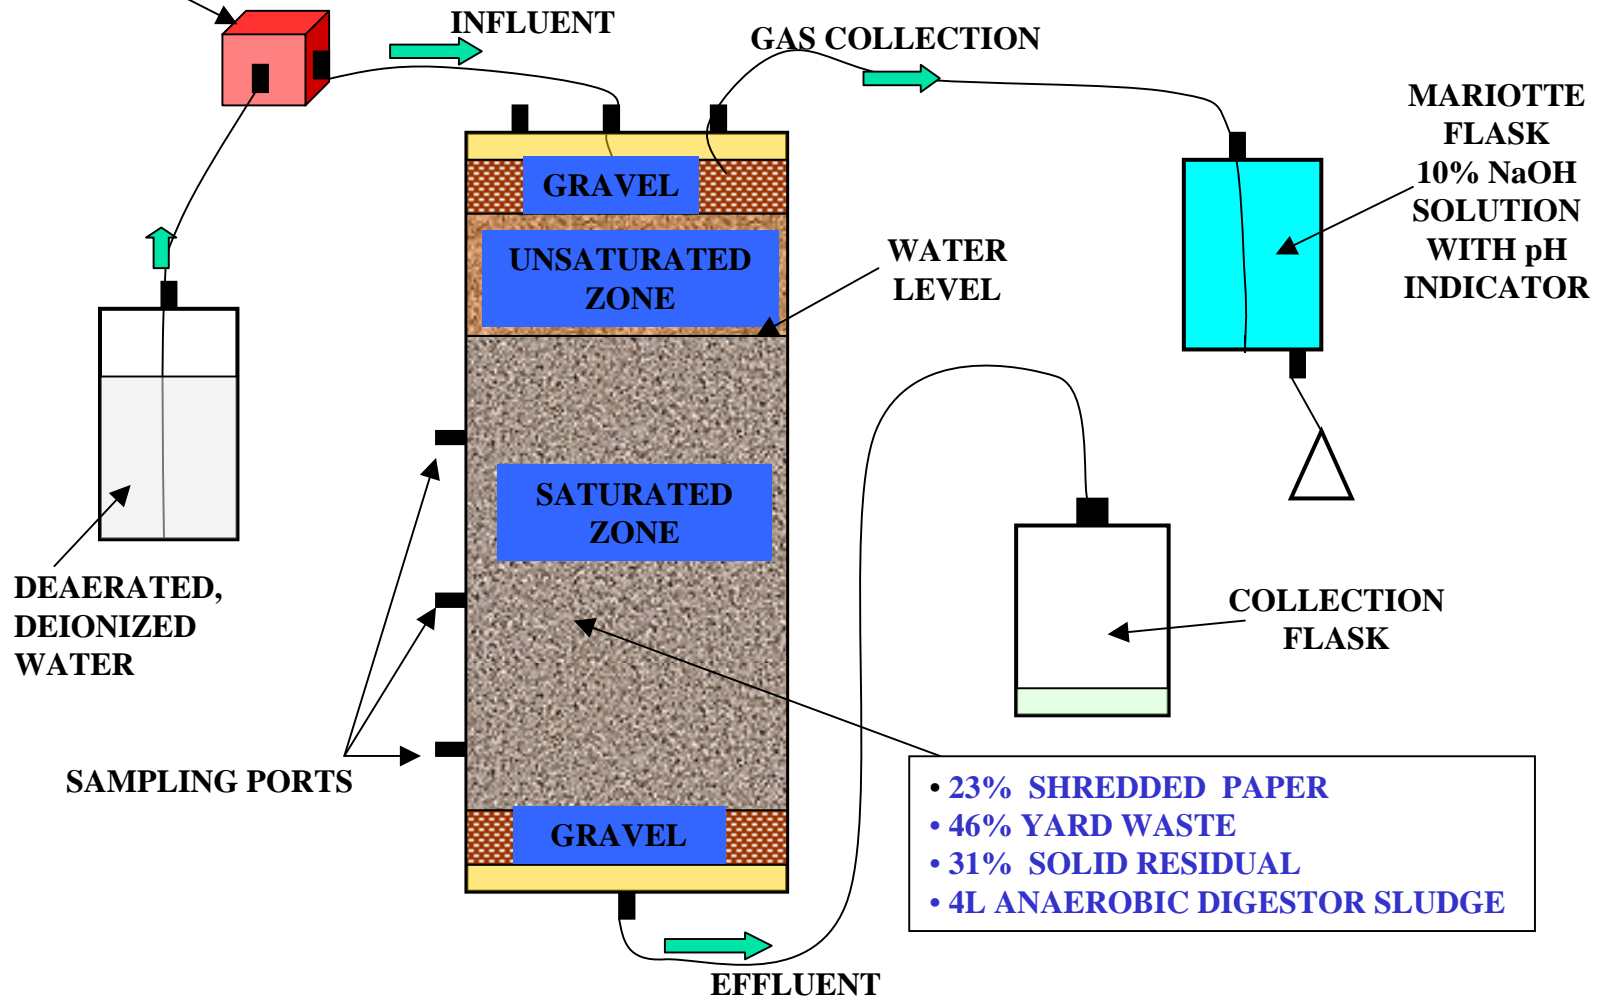 INFLUENT
GAS COLLECTION
MARIOTTE
FLASK
10% NaOH
SOLUTION
WITH pH
INDICATOR
GRAVEL
UNSATURATED
ZONE
WATER
LEVEL
SATURATED
ZONE
DEAERATED,
DEIONIZED
WATER
COLLECTION
FLASK
SAMPLING PORTS
GRAVEL
• 23% SHREDDED PAPER
• 46% YARD WASTE
• 31% SOLID RESIDUAL
• 4L ANAEROBIC DIGESTOR SLUDGE
EFFLUENT